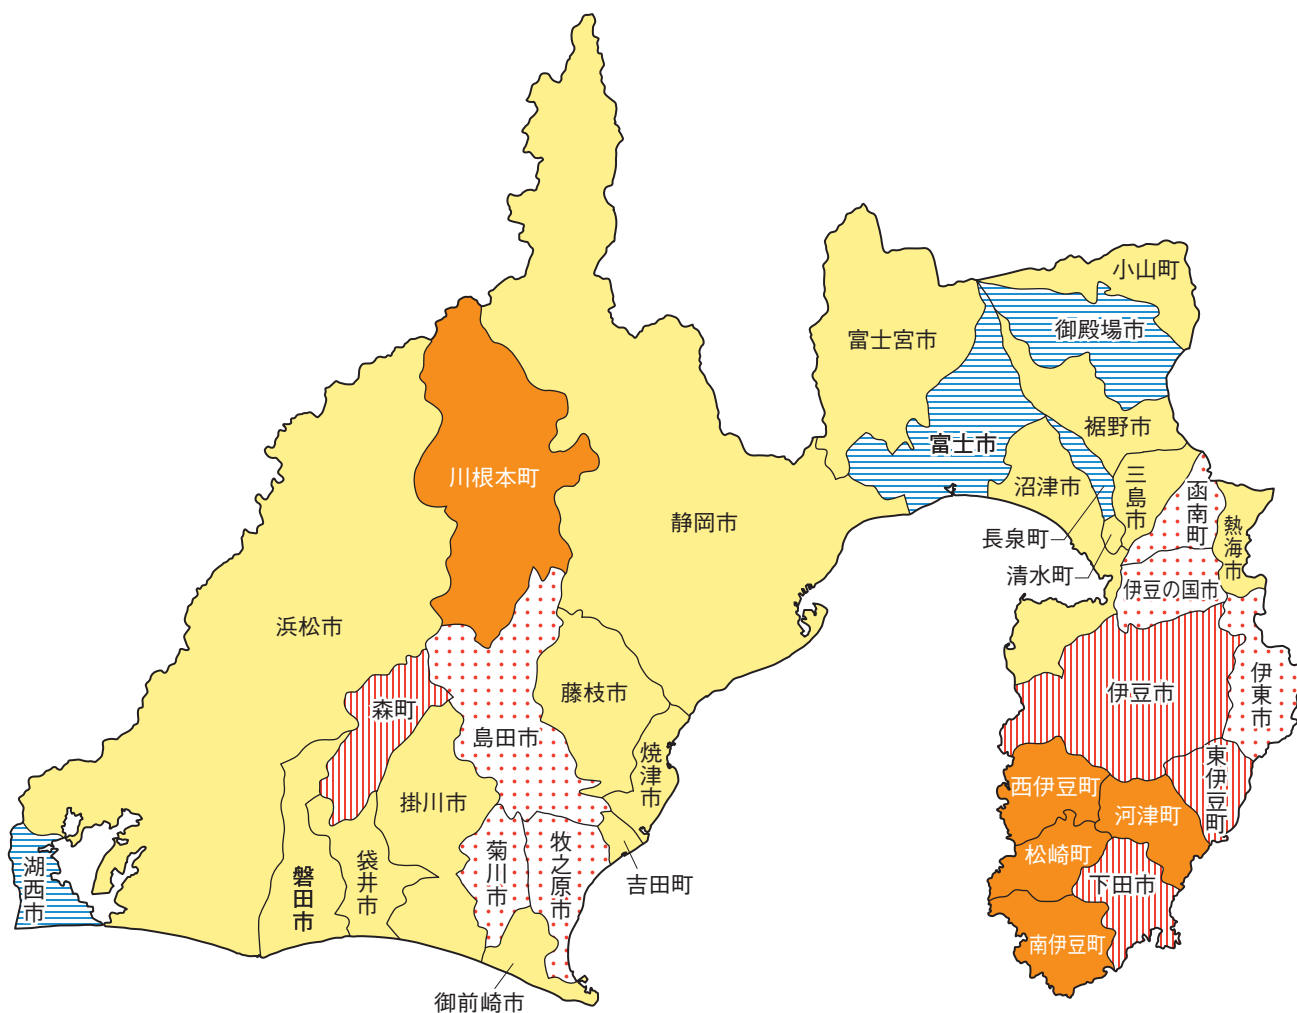 小山町
御殿場市
富士宮市
裾野市
富士市
川根本町
沼津市
三島市
函南町
静岡市
熱海市
長泉町
清水町
伊豆の国市
浜松市
藤枝市
伊豆市
伊東市
森町
島田市
焼津市
東伊豆町
西伊豆町
掛川市
河津町
菊川市
牧之原市
松崎町
湖西市
磐田市
袋井市
吉田町
下田市
南伊豆町
御前崎市